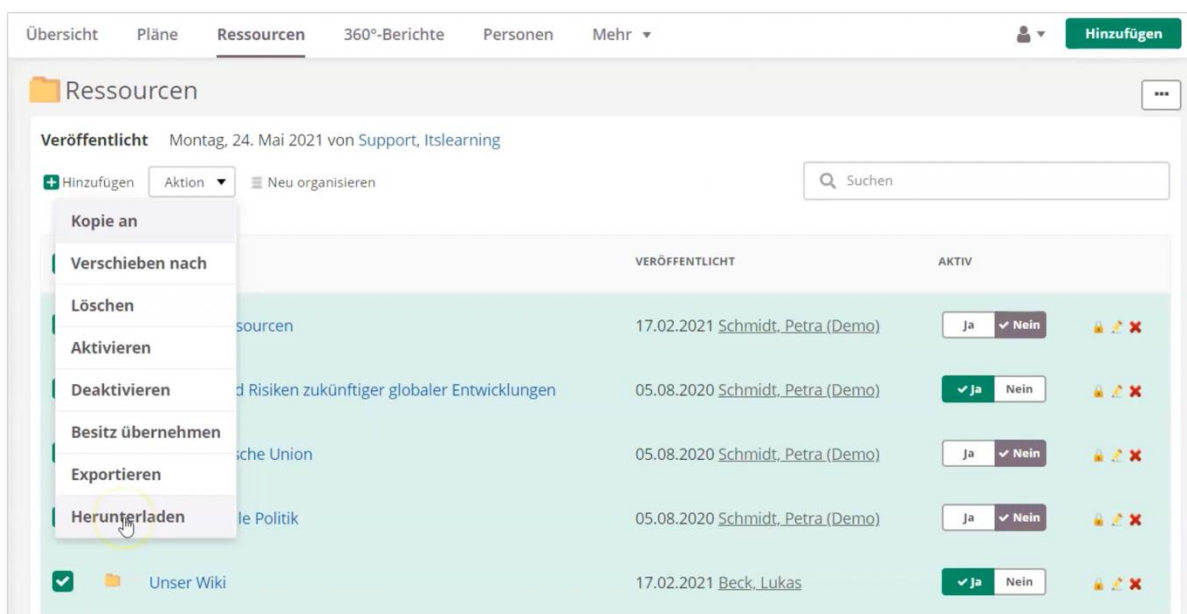 Übersicht Pläne Ressourcen 360°-Berichte Personen Mehr Hinzufügen
Ressourcen
Veröffentlicht Montag, 24. Mai 2021 von Support, Itslearning
Hinzufügen Aktion Neu organisieren Suchen
Kopie an
Verschieben nach VERÖFFENTLICHT AKTIV
Löschen
sourcen 17.02.2021 Schmidt, Petra (Demo) Ja Nein
Aktivieren
Deaktivieren d Risiken zukünftiger globaler Entwicklungen 05.08.2020 Schmidt, Petra (Demo) Ja Nein
Besitz übernehmen
sche Union 05.08.2020 Schmidt, Petra (Demo) Ja Nein
Exportieren
Herunterladen le Politik 05.08.2020 Schmidt, Petra (Demo) Ja Nein
Unser Wiki 17.02.2021 Beck, Lukas Ja Nein